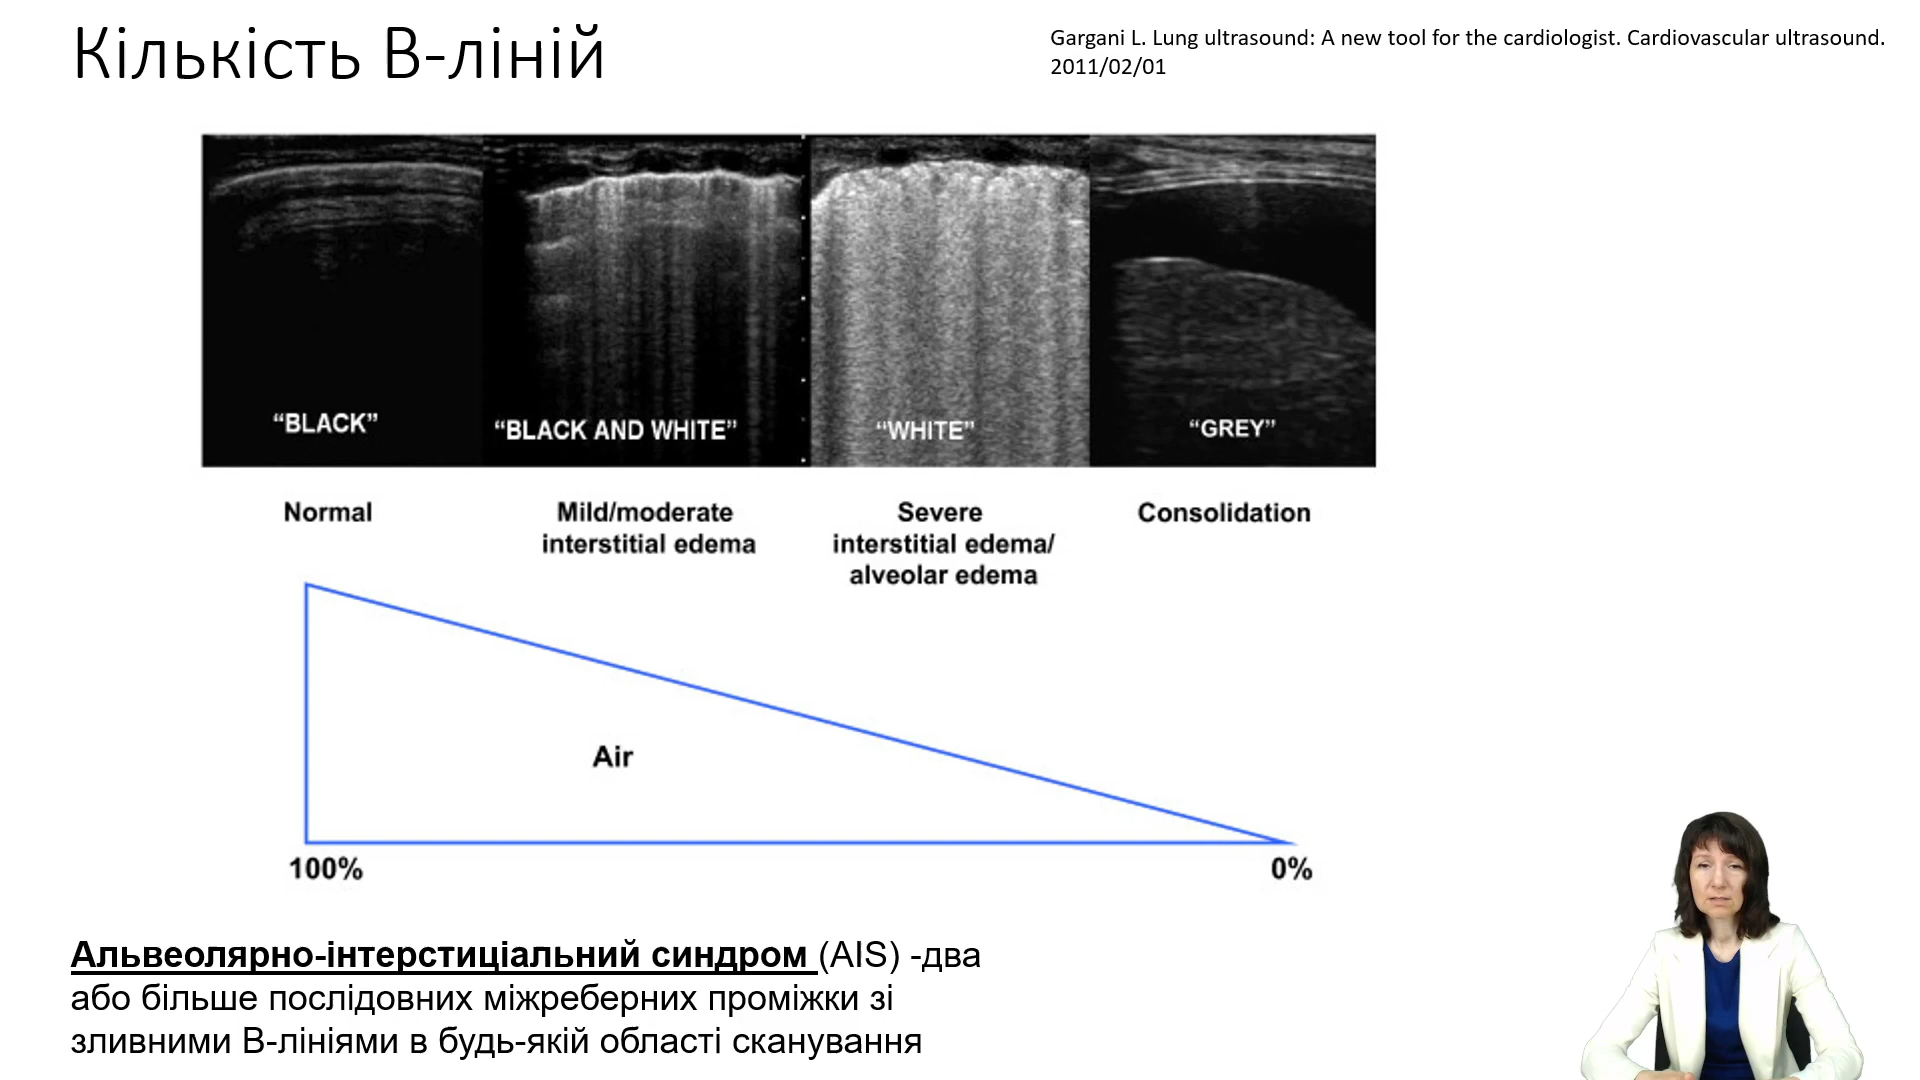 Кількість В-ліній
Gargani L. Lung ultrasound: A new tool for the cardiologist. Cardiovascular ultrasound.
2011/02/01
“BLACK”
“BLACK AND WHITE”
“WHITE”
“GREY”
Normal
Mild/moderate
interstitial edema
Severe
interstitial edema/
alveolar edema
Consolidation
Air
100%
0%
Альвеолярно-інтерстиціальний синдром (AIS) -два
або більше послідовних міжреберних проміжки зі
зливними В-лініями в будь-якій області сканування